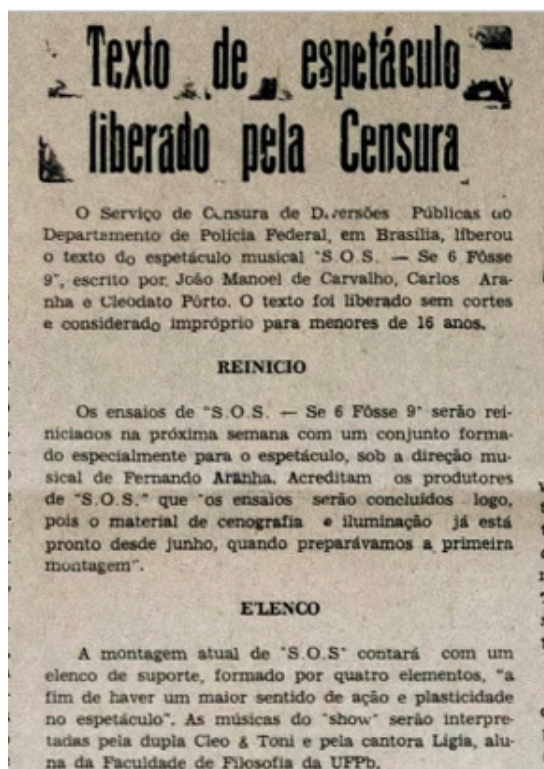 Texto de espetáculo
liberado pela Censura
O Serviço de Censura de Diversões Públicas do
Departamento de Polícia Federal, em Brasília, liberou
o texto do espetáculo musical "S.O.S. — Se 6 Fôsse
9", escrito por João Manoel de Carvalho, Carlos Ara-
nha e Cleodato Pôrto. O texto foi liberado sem cortes
e considerado impróprio para menores de 16 anos.
REINICIO
Os ensaios de "S.O.S. — Se 6 Fôsse 9" serão rei-
niciados na próxima semana com um conjunto forma-
do especialmente para o espetáculo, sob a direção mu-
sical de Fernando Aranha. Acreditam os produtores
de "S.O.S." que "os ensaios serão concluídos logo,
pois o material de cenografia e iluminação já está
pronto desde junho, quando preparávamos a primeira
montagem".
ELENCO
A montagem atual de "S.O.S" contará com um
elenco de suporte, formado por quatro elementos, "a
fim de haver um maior sentido de ação e plasticidade
no espetáculo". As músicas do "show" serão interpre-
tadas pela dupla Cleo & Toni e pela cantora Lígia, alu-
na da Faculdade de Filosofia da UFPb.